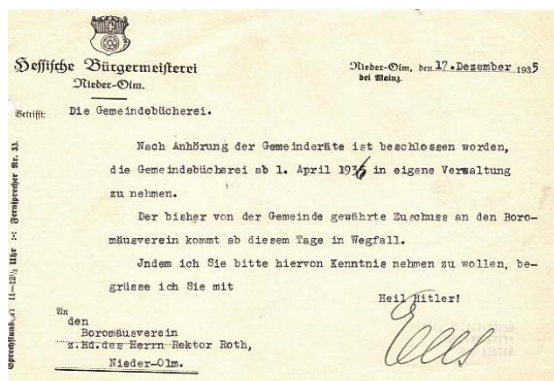 Hessische Bürgermeisterei
Nieder-Olm.
Nieder-Olm, den 17. Dezember 1935
bei Mainz.
Betrifft: Die Gemeindebücherei.
Nach Anhörung der Gemeinderäte ist beschlossen worden,
die Gemeindebücherei ab 1. April 1936 in eigene Verwaltung
zu nehmen.
Der bisher von der Gemeinde gewährte Zuschuss an den Boro-
mäusverein kommt ab diesem Tage in Wegfall.
Jndem ich Sie bitte hiervon Kenntnis nehmen zu wollen, be-
grüsse ich Sie mit
Heil Hitler!
An
den
Boromäusverein
z.Hd.des Herrn Rektor Roth,
Nieder-Olm.
11-12½ Uhr :: Fernsprecher Nr. 33.